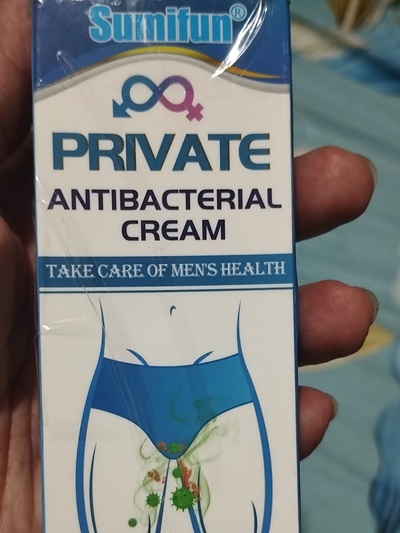 Sumifun®
PRIVATE
ANTIBACTERIAL
CREAM
TAKE CARE OF MEN'S HEALTH